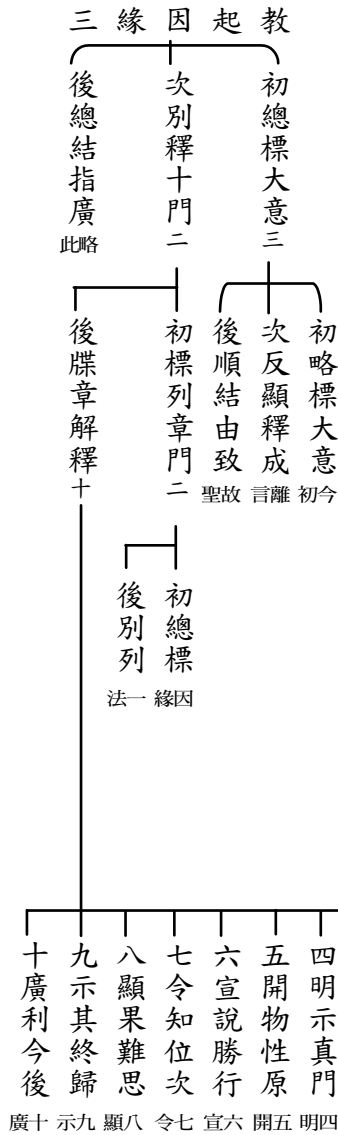 教起因緣三
初總標大意三
次別釋十門二
後總結指廣
略此
初略標大意
今初
次反顯釋成
離言
後順結由致
故聖
初標列章門二
後牒章解釋十
初總標
因緣
後別列
一法
四明示真門
四明
五開物性原
五開
六宣說勝行
六宣
七令知位次
七令
八顯果難思
八顯
九示其終歸
九示
十廣利今後
十廣